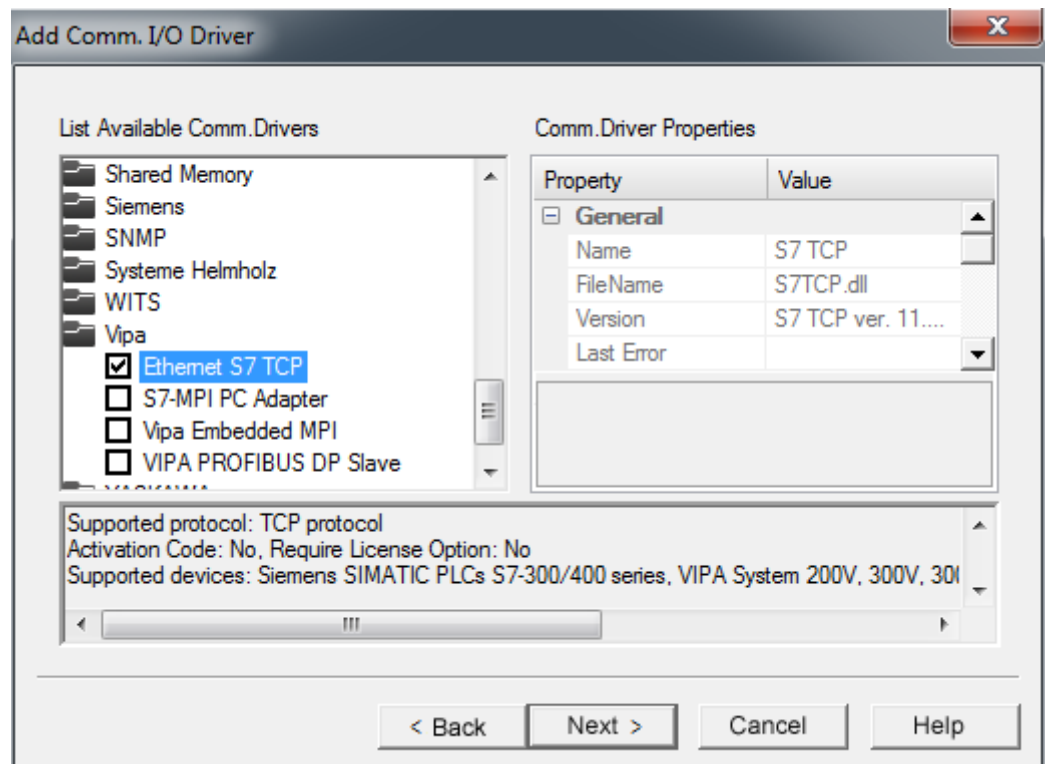 Add Comm. I/O Driver
List Available Comm.Drivers
Shared Memory
Siemens
SNMP
Systeme Helmholz
WITS
Vipa
Ethernet S7 TCP
S7-MPI PC Adapter
Vipa Embedded MPI
VIPA PROFIBUS DP Slave
Comm.Driver Properties
Property Value
General
Name S7 TCP
FileName S7TCP.dll
Version S7 TCP ver. 11....
Last Error
Supported protocol: TCP protocol
Activation Code: No, Require License Option: No
Supported devices: Siemens SIMATIC PLCs S7-300/400 series, VIPA System 200V, 300V,
< Back Next > Cancel Help